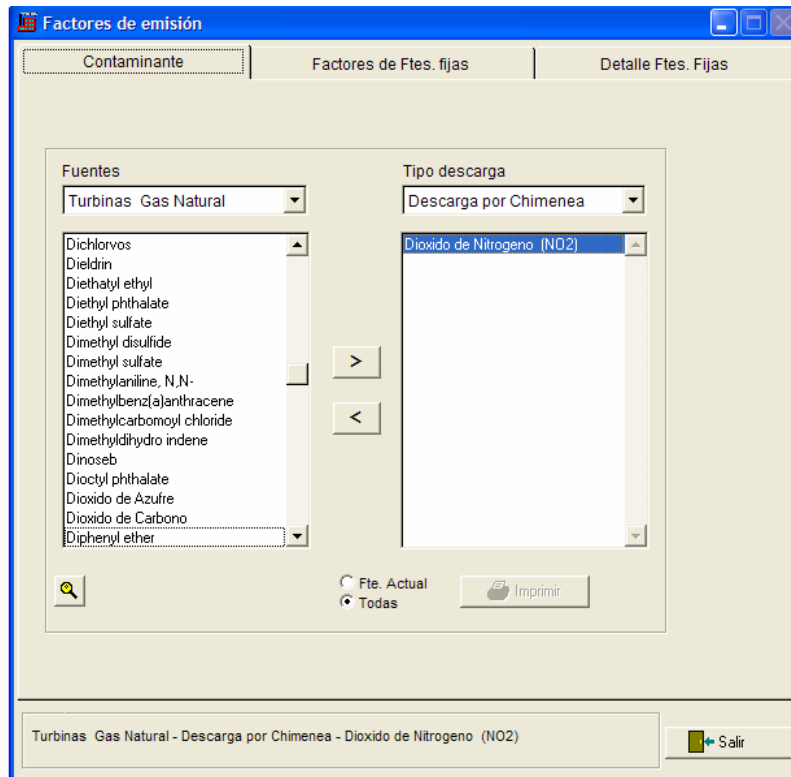 Factores de emisión
Contaminante
Factores de Ftes. fijas
Detalle Ftes. Fijas
Fuentes
Turbinas Gas Natural
Tipo descarga
Descarga por Chimenea
Dichlorvos
Dieldrin
Diethatyl ethyl
Diethyl phthalate
Diethyl sulfate
Dimethyl disulfide
Dimethyl sulfate
Dimethylaniline, N,N-
Dimethylbenz(a)anthracene
Dimethylcarbomoyl chloride
Dimethyldihydro indene
Dinoseb
Dioctyl phthalate
Dioxido de Azufre
Dioxido de Carbono
Diphenyl ether
>
<
Dioxido de Nitrogeno (NO2)
Fte. Actual
Todas
Imprimir
Turbinas Gas Natural - Descarga por Chimenea - Dioxido de Nitrogeno (NO2)
Salir